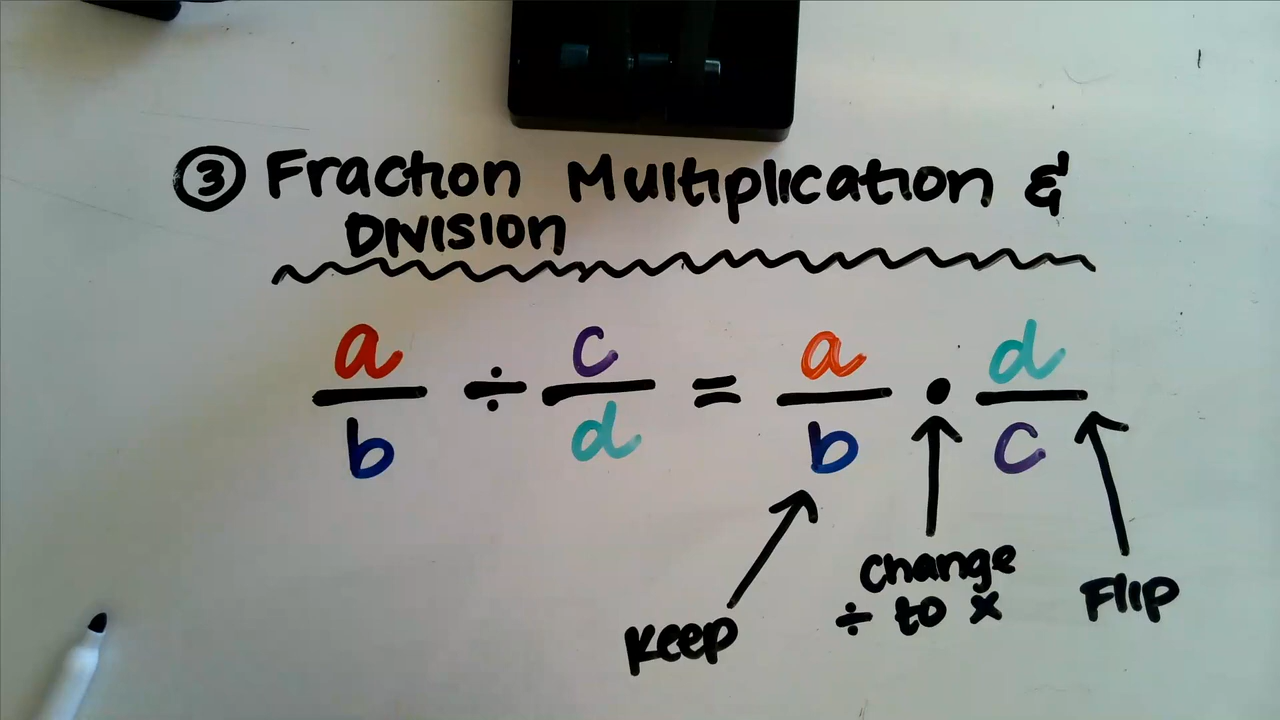 ③ Fraction Multiplication &
DIVISION
a/b ÷ c/d = a/b • d/c
Keep
Change
÷ to x
Flip